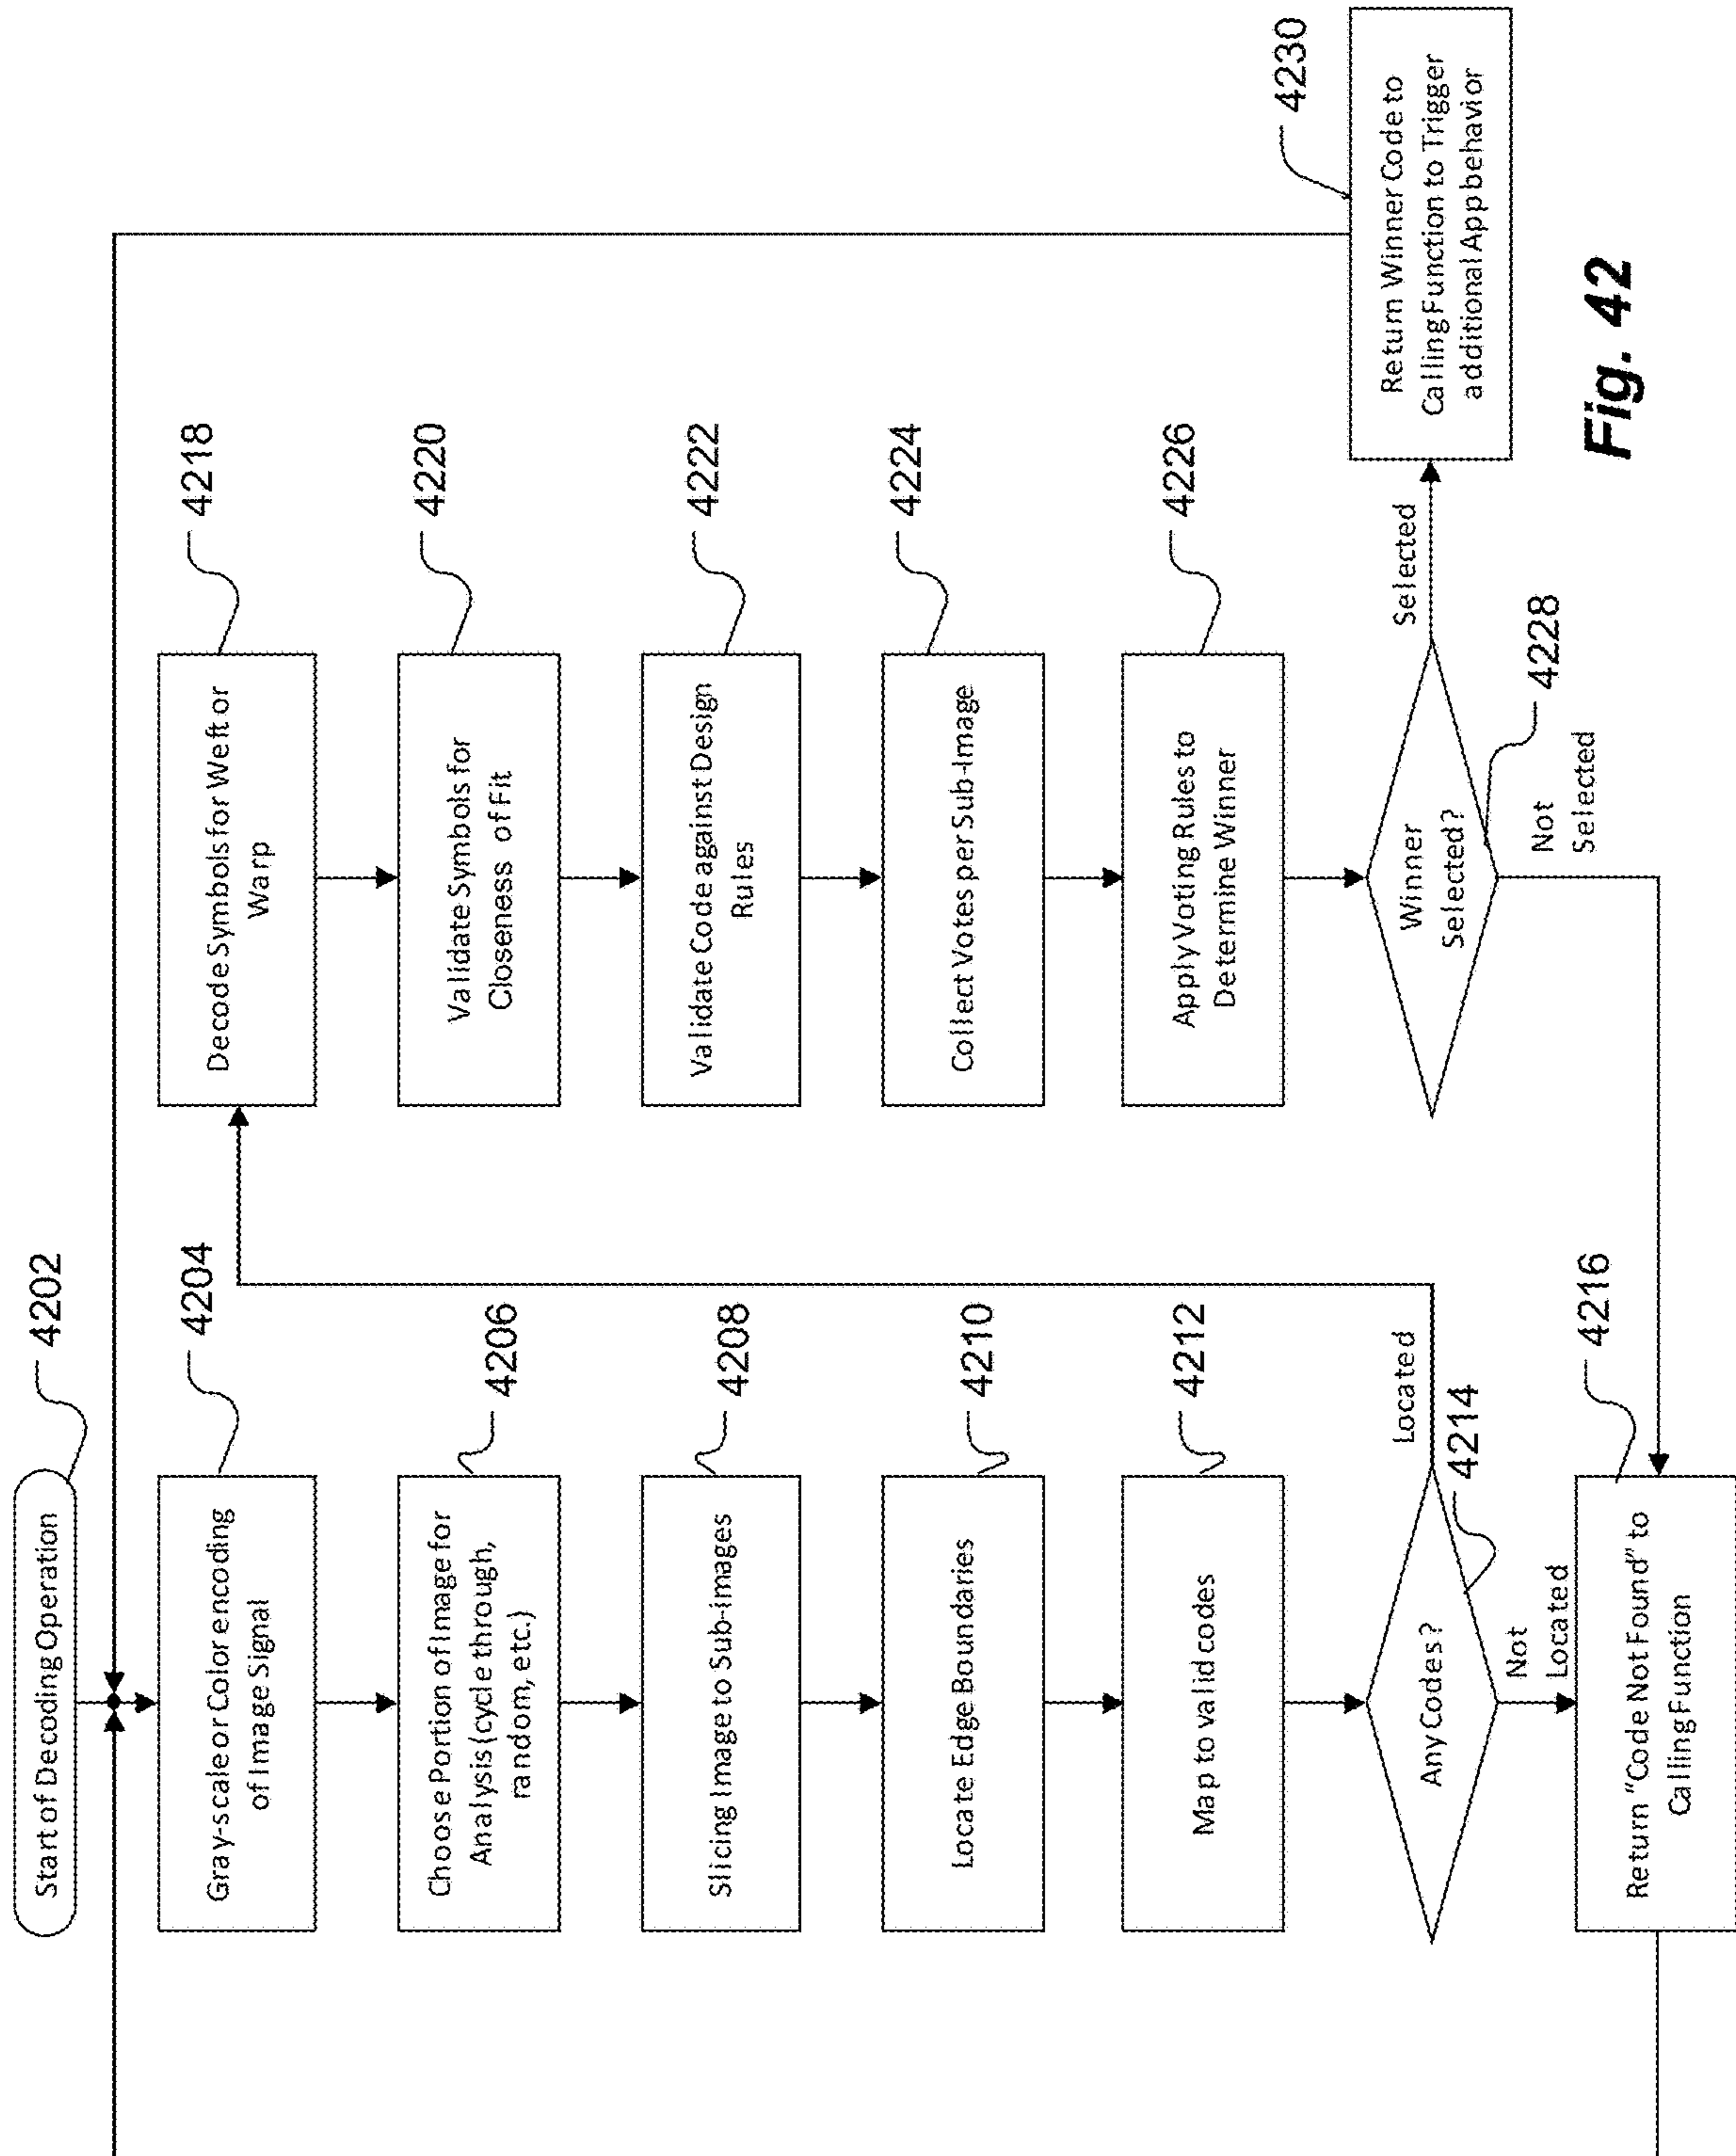 Start of Decoding Operation
4202
Gray-scale or Color encoding
of Image Signal
4204
Choose Portion of Image for
Analysis (cycle through,
random, etc.)
4206
Slicing Image to Sub-images
4208
Locate Edge Boundaries
4210
Map to valid codes
4212
Any Codes?
4214
Located
Not
Located
Return "Code Not Found" to
Calling Function
4216
Decode Symbols for Weft or
Warp
4218
Validate Symbols for
Closeness of Fit
4220
Validate Code against Design
Rules
4222
Collect Votes per Sub-Image
4224
Apply Voting Rules to
Determine Winner
4226
Winner
Selected?
4228
Selected
Not
Selected
Return Winner Code to
Calling Function to Trigger
additional App behavior
4230
Fig. 42